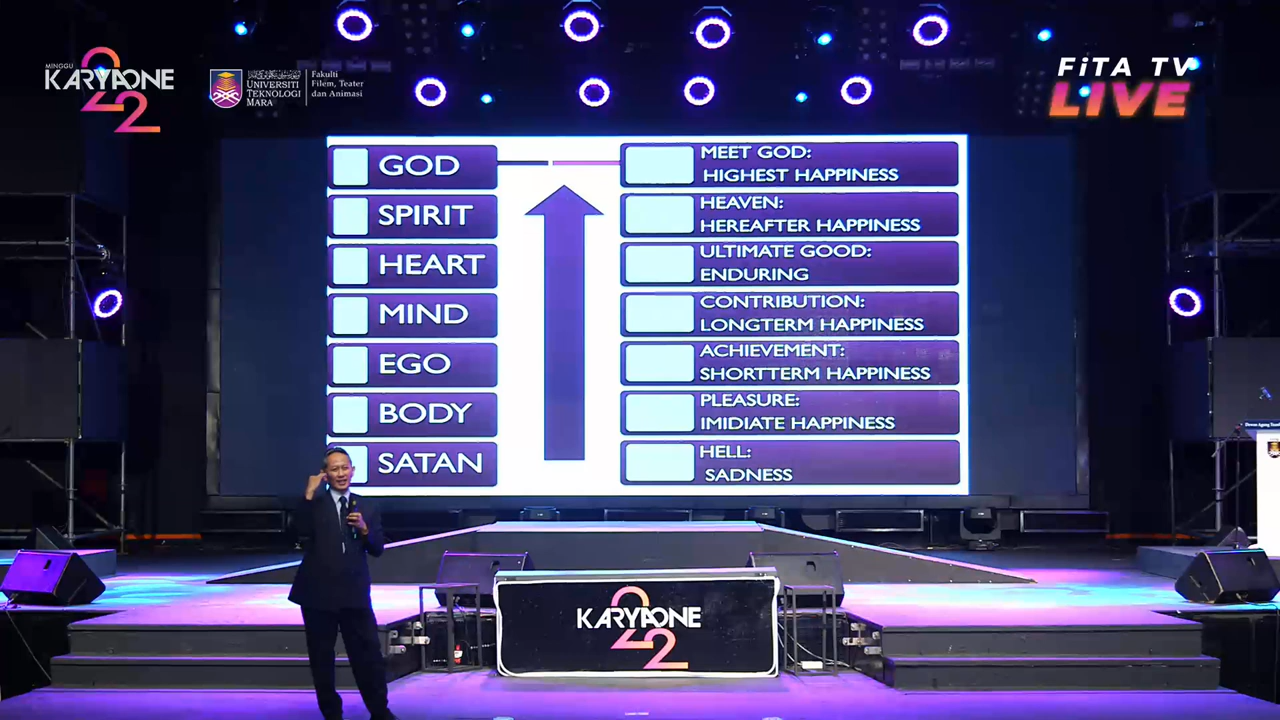 MINGGU
KARYAONE
22
UNIVERSITI
TEKNOLOGI
MARA
Fakulti
Filem, Teater
dan Animasi
FiTA TV
LIVE
GOD
MEET GOD:
HIGHEST HAPPINESS
SPIRIT
HEAVEN:
HEREAFTER HAPPINESS
HEART
ULTIMATE GOOD:
ENDURING
MIND
CONTRIBUTION:
LONGTERM HAPPINESS
EGO
ACHIEVEMENT:
SHORTTERM HAPPINESS
BODY
PLEASURE:
IMIDIATE HAPPINESS
SATAN
HELL:
SADNESS
KARYAONE
22